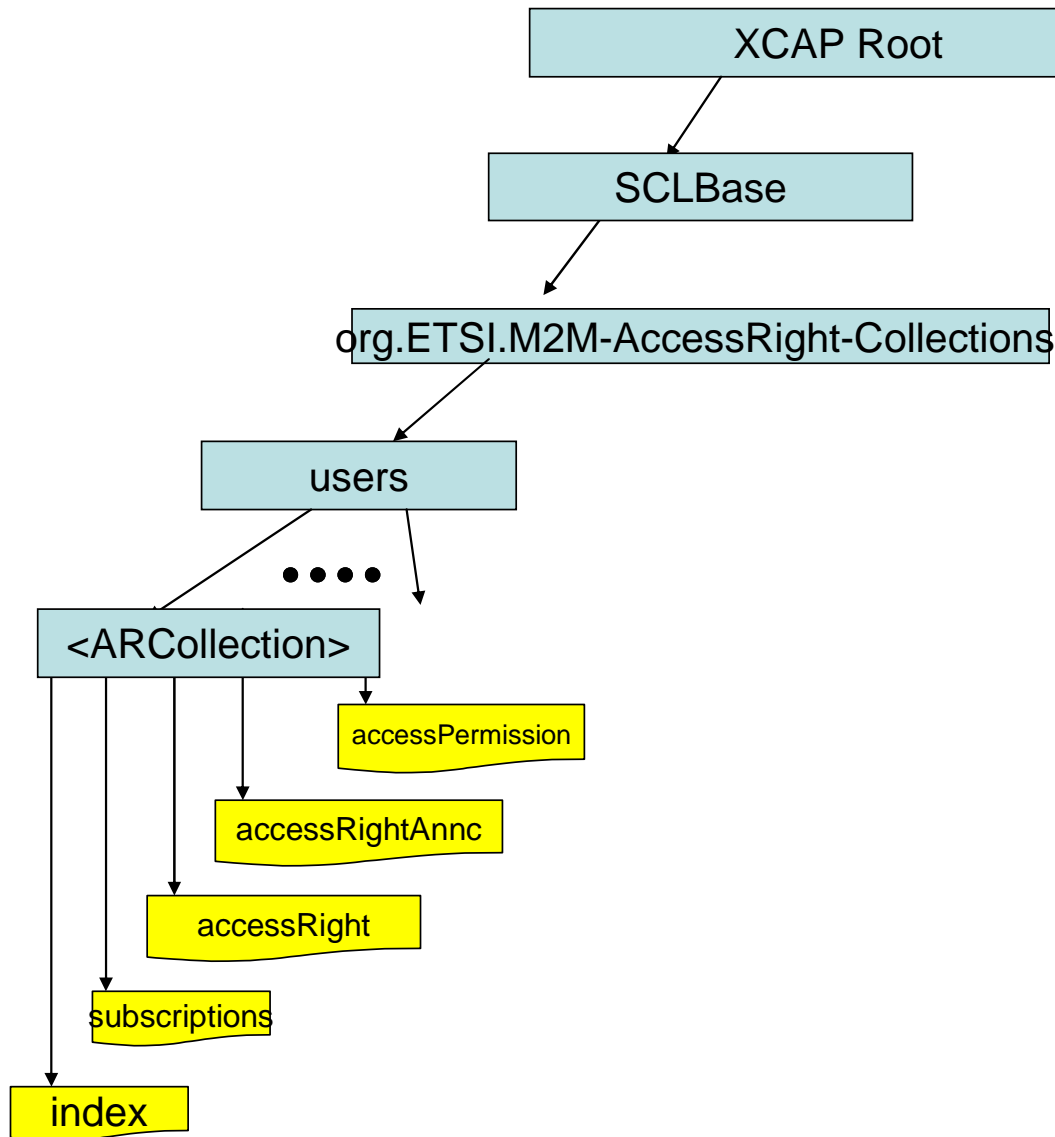 XCAP Root
SCLBase
org.ETSI.M2M-AccessRight-Collections
users
<ARCollection>
accessPermission
accessRightAnnc
accessRight
subscriptions
index